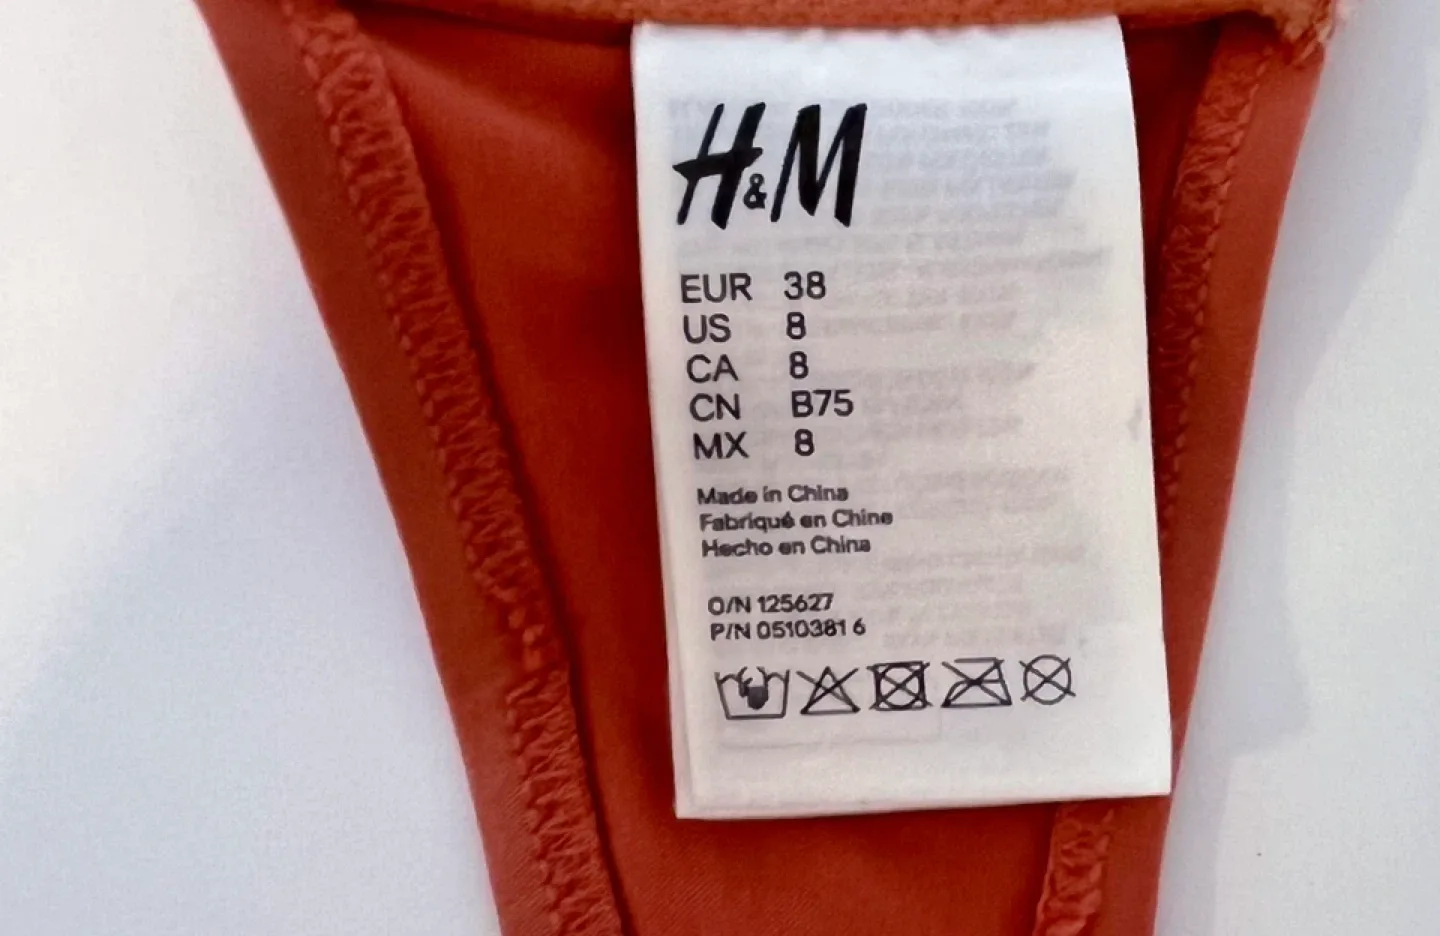 H&M
EUR 38
US 8
CA 8
CN B75
MX 8
Made in China
Fabriqué en Chine
Hecho en China
O/N 125627
P/N 0510381 6